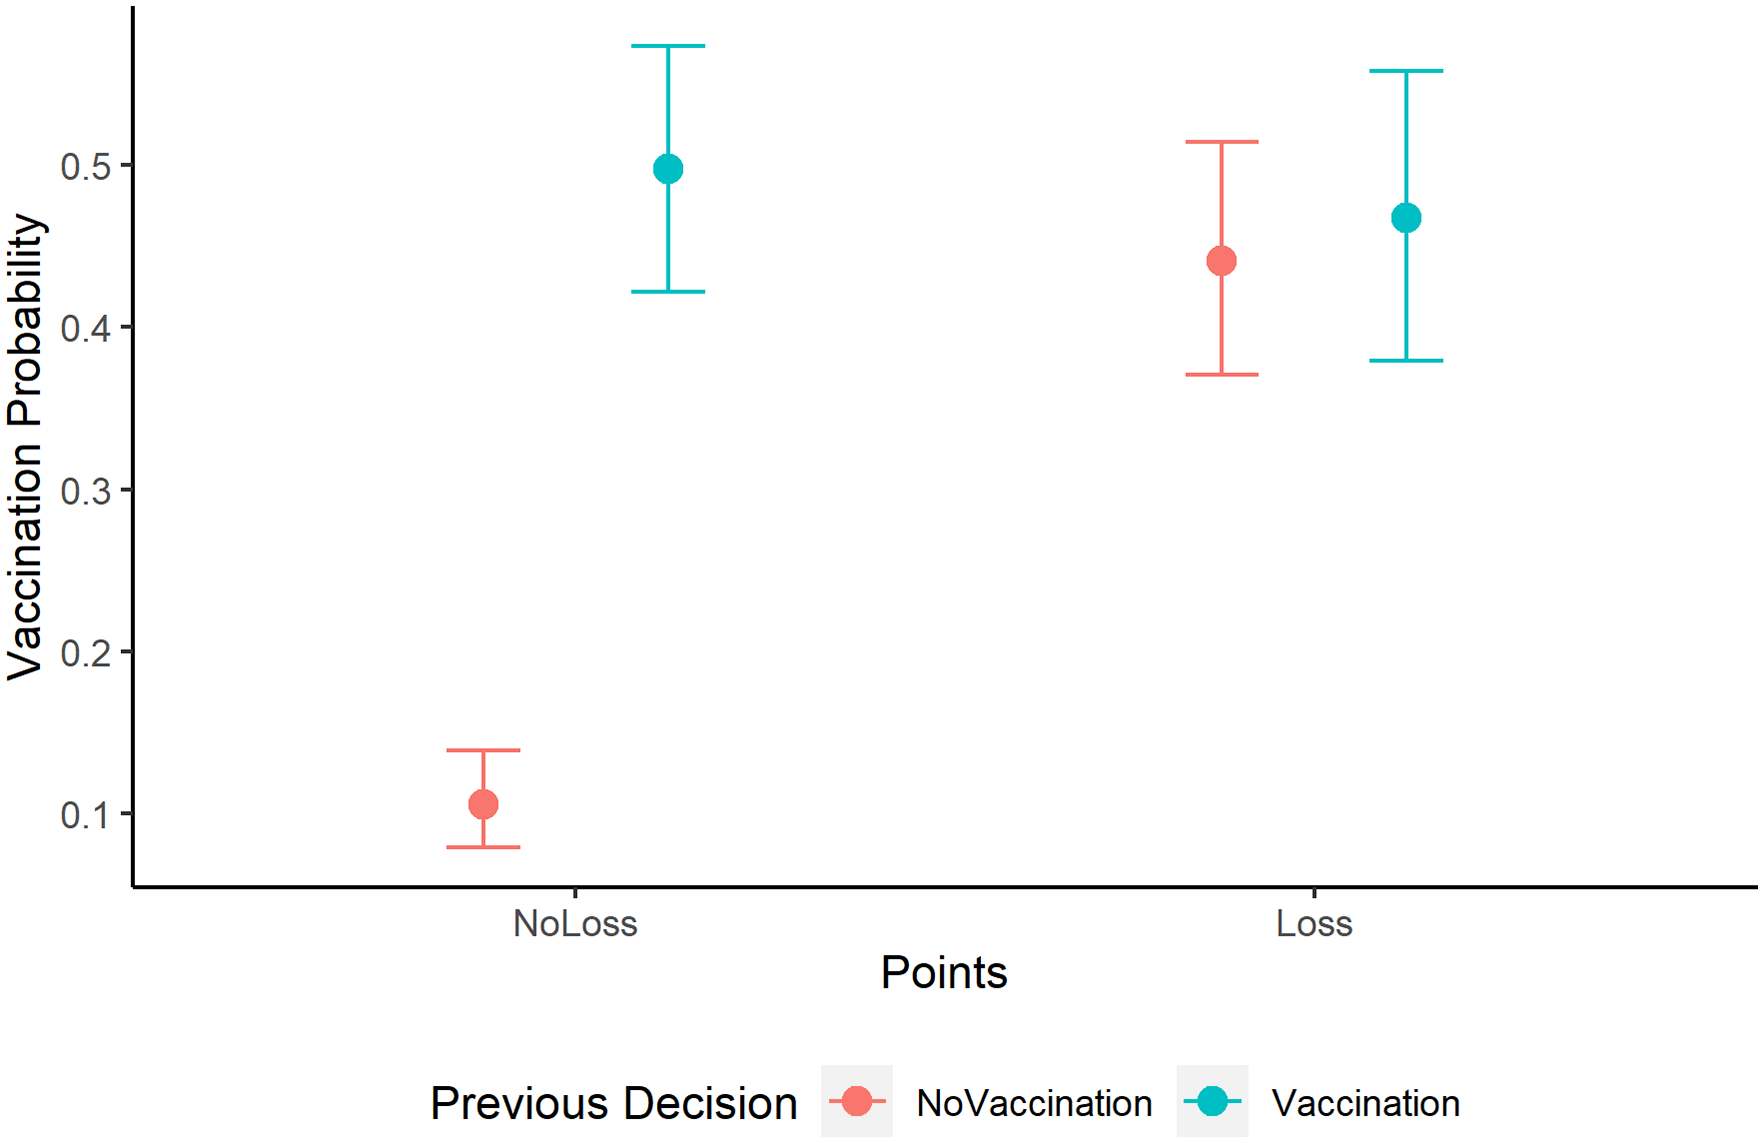 Vaccination Probability
0.5
0.4
0.3
0.2
0.1
NoLoss
Loss
Points
Previous Decision NoVaccination Vaccination